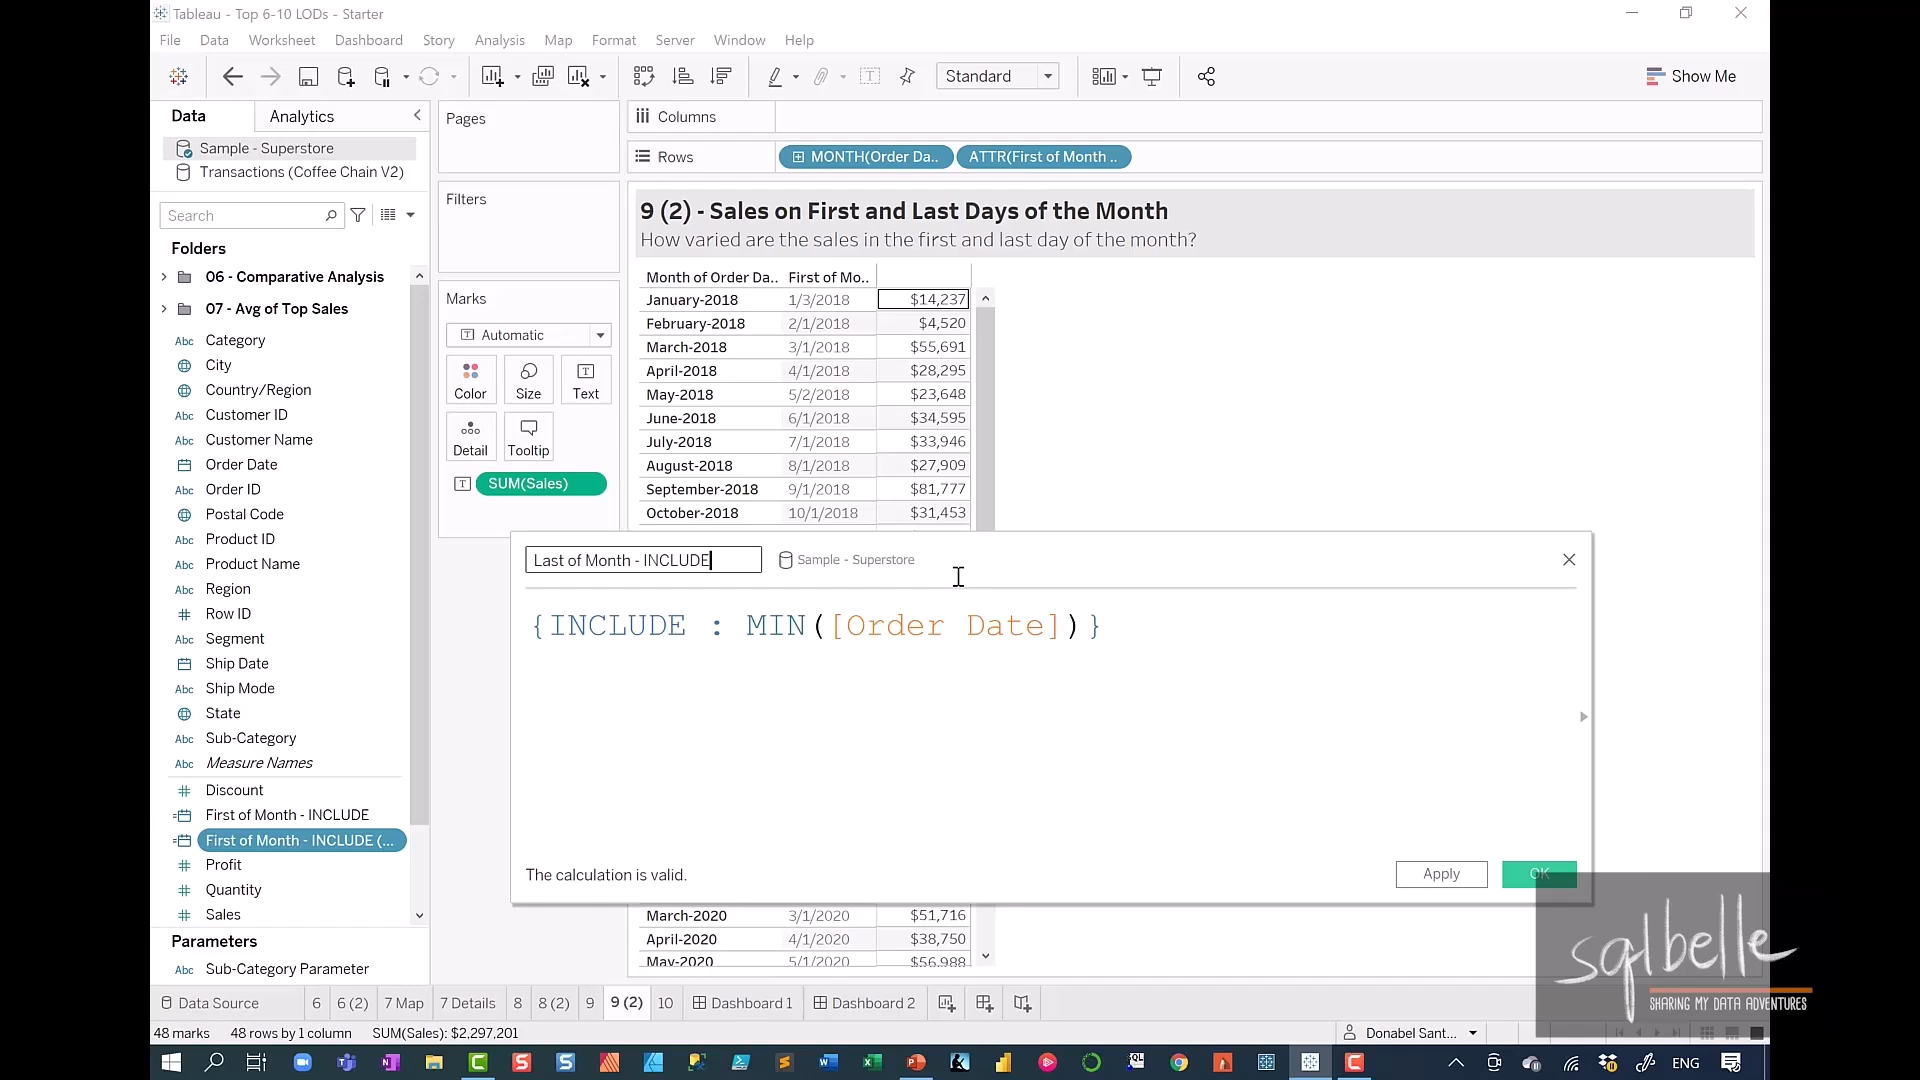 Tableau - Top 6-10 LODs - Starter
File Data Worksheet Dashboard Story Analysis Map Format Server Window Help
Standard
Show Me
Data Analytics
Sample - Superstore
Transactions (Coffee Chain V2)
Search
Folders
06 - Comparative Analysis
07 - Avg of Top Sales
Abc Category
City
Country/Region
Abc Customer ID
Abc Customer Name
Order Date
Abc Order ID
Postal Code
Abc Product ID
Abc Product Name
Region
# Row ID
Abc Segment
Ship Date
Abc Ship Mode
State
Abc Sub-Category
Abc Measure Names
# Discount
First of Month - INCLUDE
First of Month - INCLUDE (...
# Profit
# Quantity
# Sales
Parameters
Abc Sub-Category Parameter
Pages
Filters
Marks
Automatic
Color Size Text
Detail Tooltip
SUM(Sales)
Columns
Rows MONTH(Order Da.. ATTR(First of Month ..
9 (2) - Sales on First and Last Days of the Month
How varied are the sales in the first and last day of the month?
Month of Order Da.. First of Mo..
January-2018 1/3/2018 $14,237
February-2018 2/1/2018 $4,520
March-2018 3/1/2018 $55,691
April-2018 4/1/2018 $28,295
May-2018 5/2/2018 $23,648
June-2018 6/1/2018 $34,595
July-2018 7/1/2018 $33,946
August-2018 8/1/2018 $27,909
September-2018 9/1/2018 $81,777
October-2018 10/1/2018 $31,453
Last of Month - INCLUDE Sample - Superstore
{INCLUDE : MIN([Order Date])}
The calculation is valid.
Apply OK
March-2020 3/1/2020 $51,716
April-2020 4/1/2020 $38,750
May-2020 5/1/2020 $56,988
sqlbelle
SHARING MY DATA ADVENTURES
Data Source 6 6 (2) 7 Map 7 Details 8 8 (2) 9 9 (2) 10 Dashboard 1 Dashboard 2
48 marks 48 rows by 1 column SUM(Sales): $2,297,201
Donabel Sant...
ENG